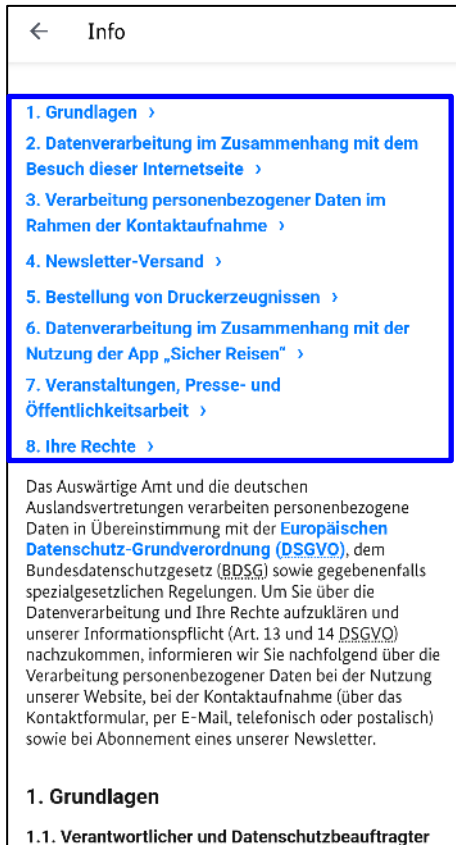 Info
1. Grundlagen
2. Datenverarbeitung im Zusammenhang mit dem
Besuch dieser Internetseite
3. Verarbeitung personenbezogener Daten im
Rahmen der Kontaktaufnahme
4. Newsletter-Versand
5. Bestellung von Druckerzeugnissen
6. Datenverarbeitung im Zusammenhang mit der
Nutzung der App „Sicher Reisen“
7. Veranstaltungen, Presse- und
Öffentlichkeitsarbeit
8. Ihre Rechte
Das Auswärtige Amt und die deutschen
Auslandsvertretungen verarbeiten personenbezogene
Daten in Übereinstimmung mit der Europäischen
Datenschutz-Grundverordnung (DSGVO), dem
Bundesdatenschutzgesetz (BDSG) sowie gegebenenfalls
spezialgesetzlichen Regelungen. Um Sie über die
Datenverarbeitung und Ihre Rechte aufzuklären und
unserer Informationspflicht (Art. 13 und 14 DSGVO)
nachzukommen, informieren wir Sie nachfolgend über die
Verarbeitung personenbezogener Daten bei der Nutzung
unserer Website, bei der Kontaktaufnahme (über das
Kontaktformular, per E-Mail, telefonisch oder postalisch)
sowie bei Abonnement eines unserer Newsletter.
1. Grundlagen
1.1. Verantwortlicher und Datenschutzbeauftragter